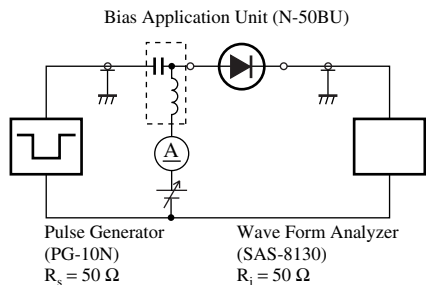 Bias Application Unit (N-50BU)
A
Pulse Generator
(PG-10N)
Rs = 50 Ω
Wave Form Analyzer
(SAS-8130)
Ri = 50 Ω